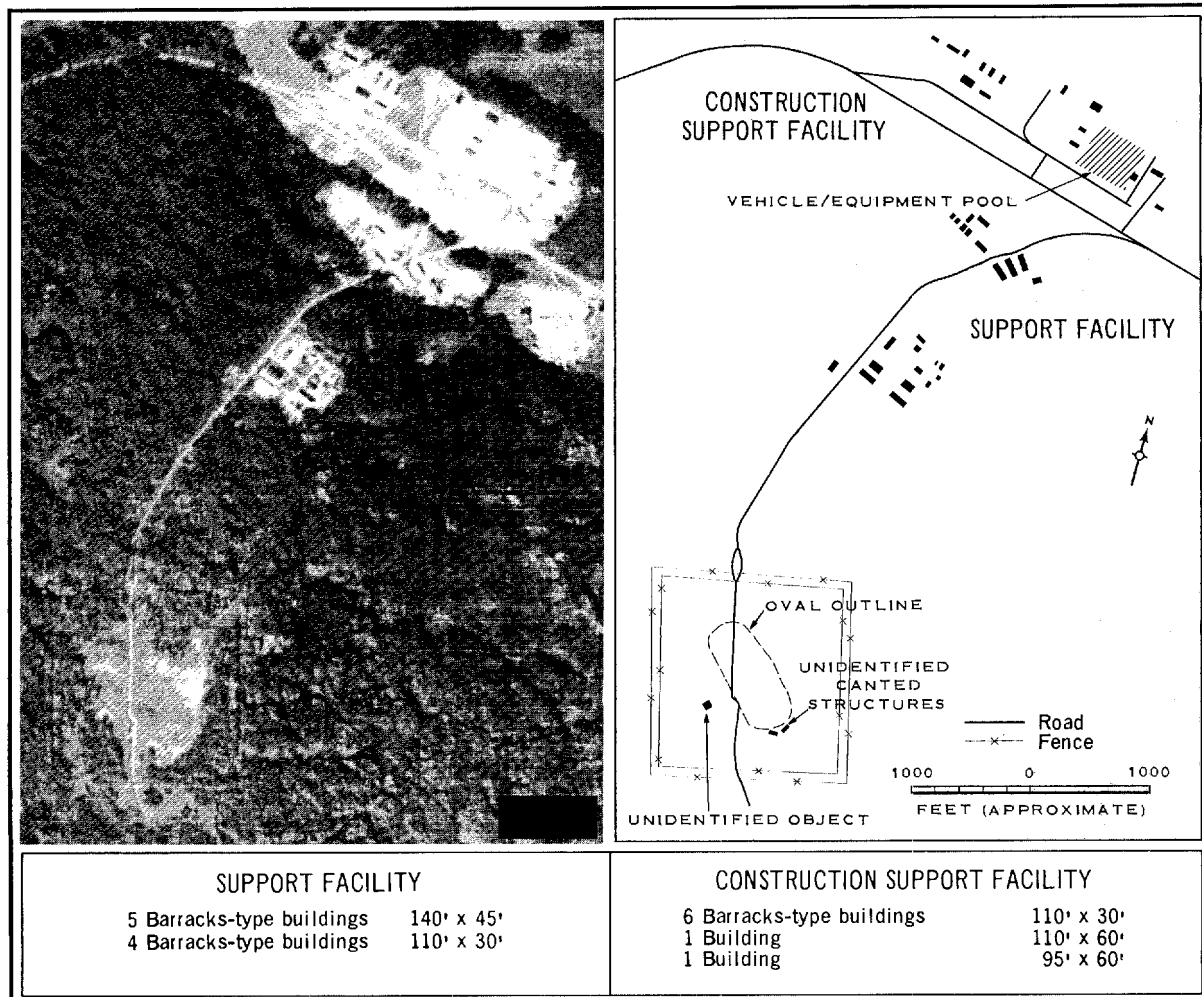 CONSTRUCTION
SUPPORT FACILITY
VEHICLE/EQUIPMENT POOL
SUPPORT FACILITY
N
OVAL OUTLINE
UNIDENTIFIED
CANTED
STRUCTURES
Road
Fence
1000 0 1000
FEET (APPROXIMATE)
UNIDENTIFIED OBJECT
SUPPORT FACILITY
5 Barracks-type buildings 140' x 45'
4 Barracks-type buildings 110' x 30'
CONSTRUCTION SUPPORT FACILITY
6 Barracks-type buildings 110' x 30'
1 Building 110' x 60'
1 Building 95' x 60'